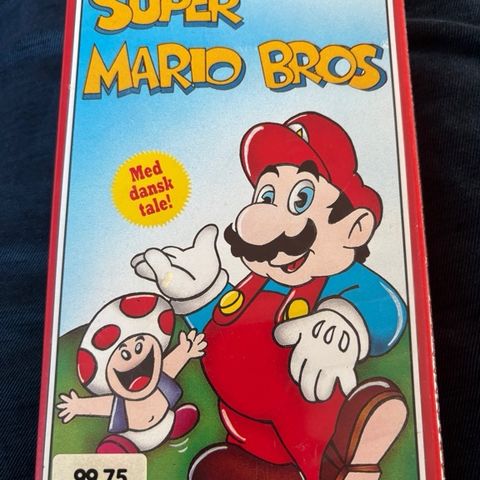 SUPER
MARIO BROS
Med
dansk
tale!
99.75